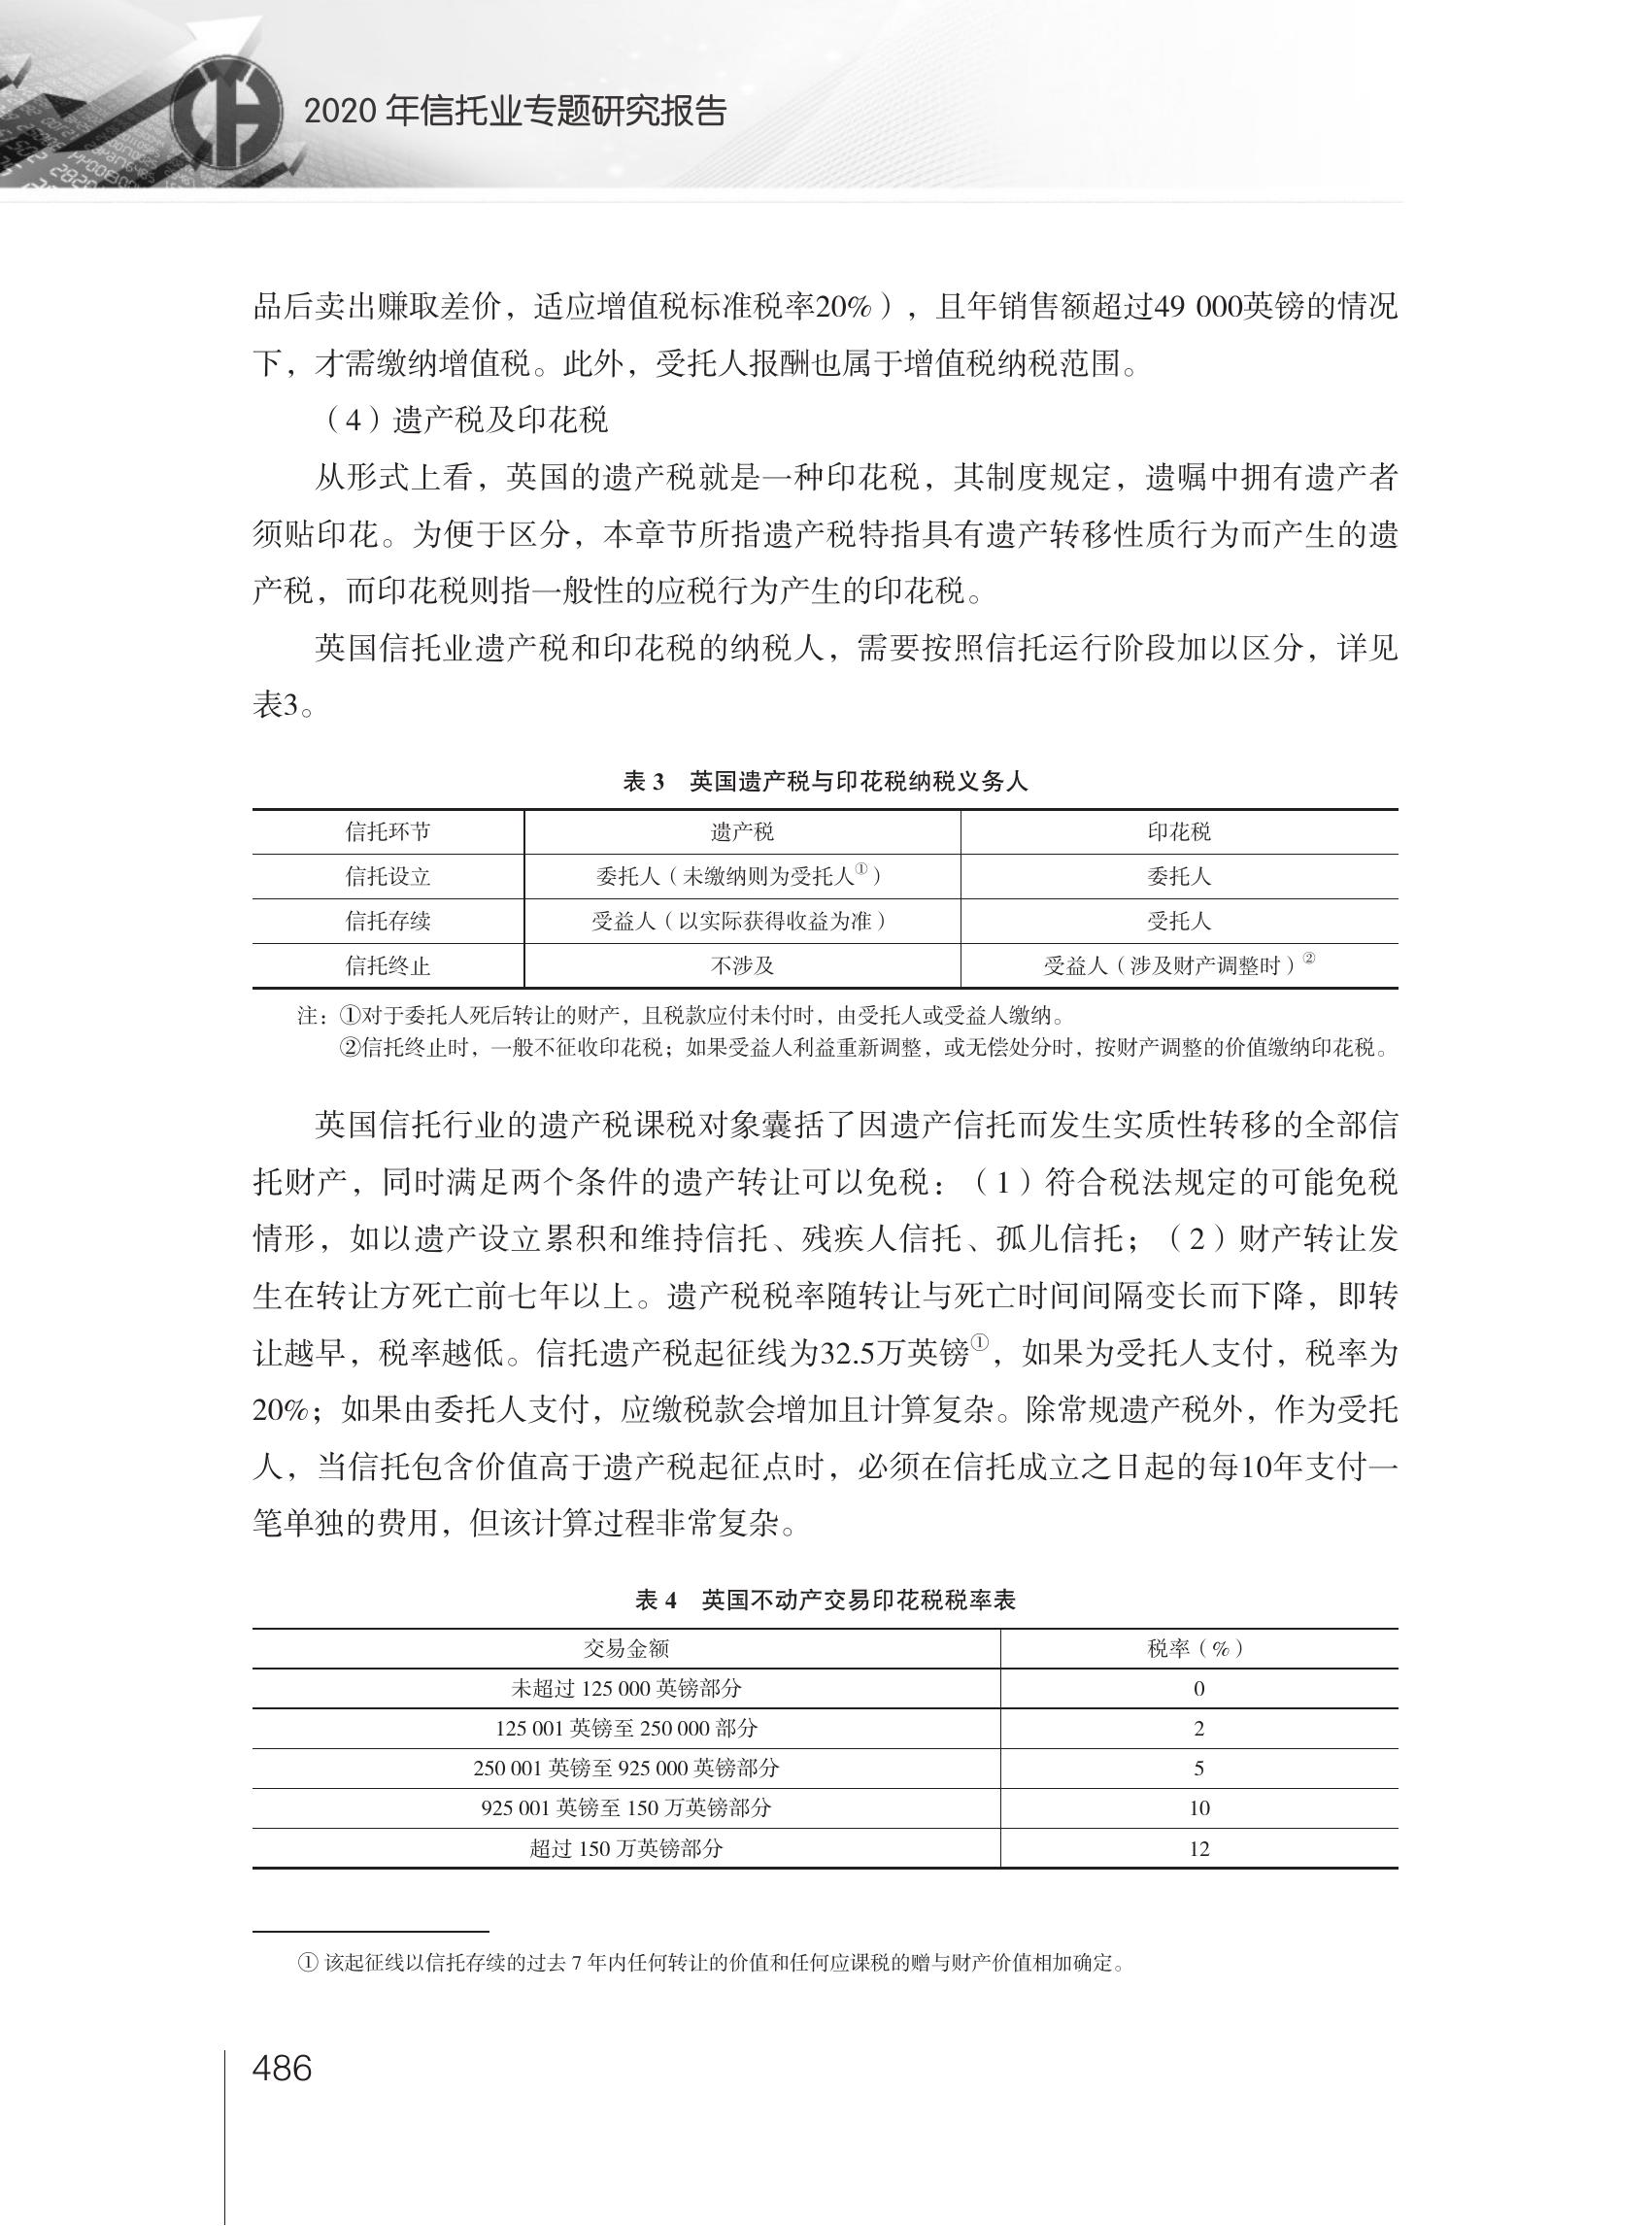 2020 年信托业专题研究报告
品后卖出赚取差价，适应增值税标准税率20%），且年销售额超过49 000英镑的情况
下，才需缴纳增值税。此外，受托人报酬也属于增值税纳税范围。
（4）遗产税及印花税
从形式上看，英国的遗产税就是一种印花税，其制度规定，遗嘱中拥有遗产者
须贴印花。为便于区分，本章节所指遗产税特指具有遗产转移性质行为而产生的遗
产税，而印花税则指一般性的应税行为产生的印花税。
英国信托业遗产税和印花税的纳税人，需要按照信托运行阶段加以区分，详见
表3。
表 3 英国遗产税与印花税纳税义务人
信托环节 遗产税 印花税
信托设立 委托人（未缴纳则为受托人①） 委托人
信托存续 受益人（以实际获得收益为准） 受托人
信托终止 不涉及 受益人（涉及财产调整时）②
注：①对于委托人死后转让的财产，且税款应付未付时，由受托人或受益人缴纳。
②信托终止时，一般不征收印花税；如果受益人利益重新调整，或无偿处分时，按财产调整的价值缴纳印花税。
英国信托行业的遗产税课税对象囊括了因遗产信托而发生实质性转移的全部信
托财产，同时满足两个条件的遗产转让可以免税：（1）符合税法规定的可能免税
情形，如以遗产设立累积和维持信托、残疾人信托、孤儿信托；（2）财产转让发
生在转让方死亡前七年以上。遗产税税率随转让与死亡时间间隔变长而下降，即转
让越早，税率越低。信托遗产税起征线为32.5万英镑①，如果为受托人支付，税率为
20%；如果由委托人支付，应缴税款会增加且计算复杂。除常规遗产税外，作为受托
人，当信托包含价值高于遗产税起征点时，必须在信托成立之日起的每10年支付一
笔单独的费用，但该计算过程非常复杂。
表 4 英国不动产交易印花税税率表
交易金额 税率（%）
未超过 125 000 英镑部分 0
125 001 英镑至 250 000 部分 2
250 001 英镑至 925 000 英镑部分 5
925 001 英镑至 150 万英镑部分 10
超过 150 万英镑部分 12
① 该起征线以信托存续的过去 7 年内任何转让的价值和任何应课税的赠与财产价值相加确定。
486